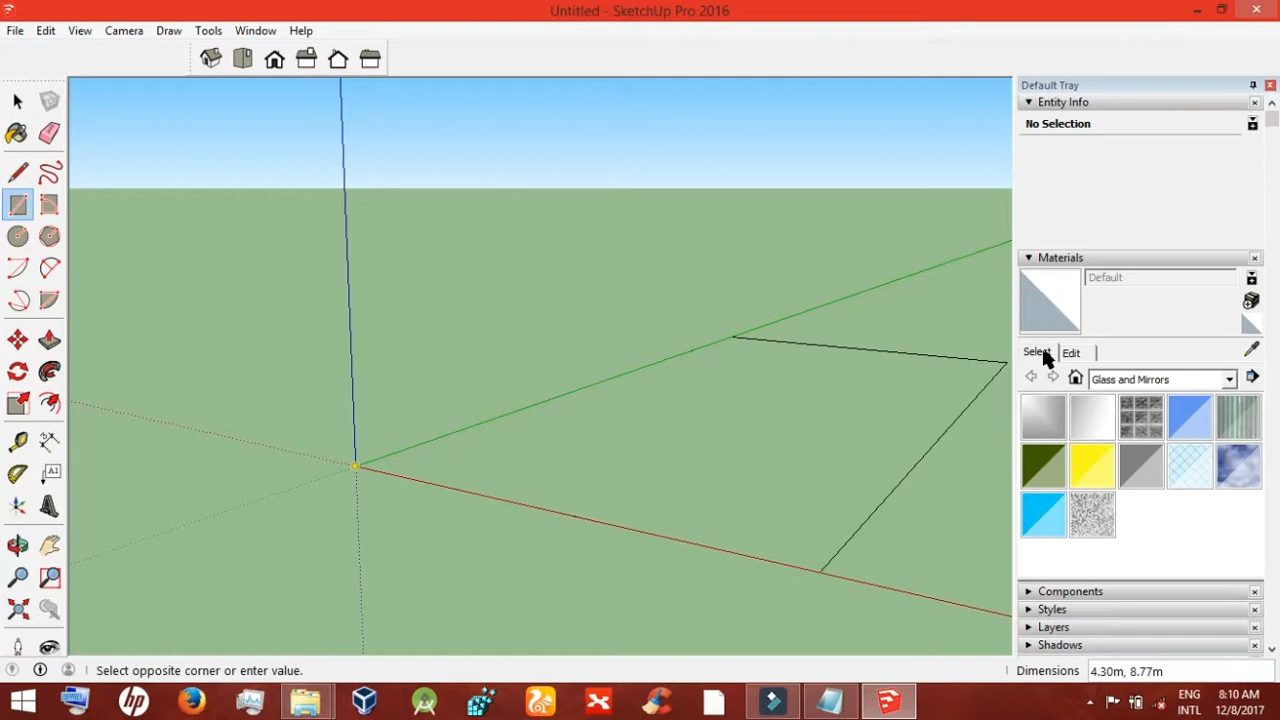 Untitled - SketchUp Pro 2016
File Edit View Camera Draw Tools Window Help
Default Tray
Entity Info
No Selection
Materials
Default
Select Edit
Glass and Mirrors
A1
Components
Styles
Layers
Shadows
Select opposite corner or enter value.
Dimensions 4.30m, 8.77m
ENG
INTL
8:10 AM
12/8/2017